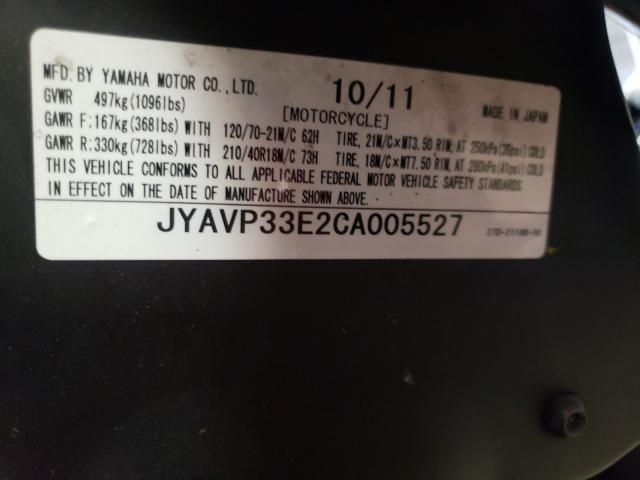 MFD. BY YAMAHA MOTOR CO.,LTD. 10/11
GVWR 497kg(1096lbs) [MOTORCYCLE] MADE IN JAPAN
GAWR F:167kg(368lbs)WITH 120/70-21M/C 62H TIRE, 21M/C×MT3.50 RIM, AT 250kPa(36psi)COLD
GAWR R:330kg(728lbs)WITH 210/40R18M/C 73H TIRE, 18M/C×MT7.50 RIM, AT 280kPa(41psi)COLD
THIS VEHICLE CONFORMS TO ALL APPLICABLE FEDERAL MOTOR VEHICLE SAFETY STANDARDS
IN EFFECT ON THE DATE OF MANUFACTURE SHOWN ABOVE.
JYAVP33E2CA005527